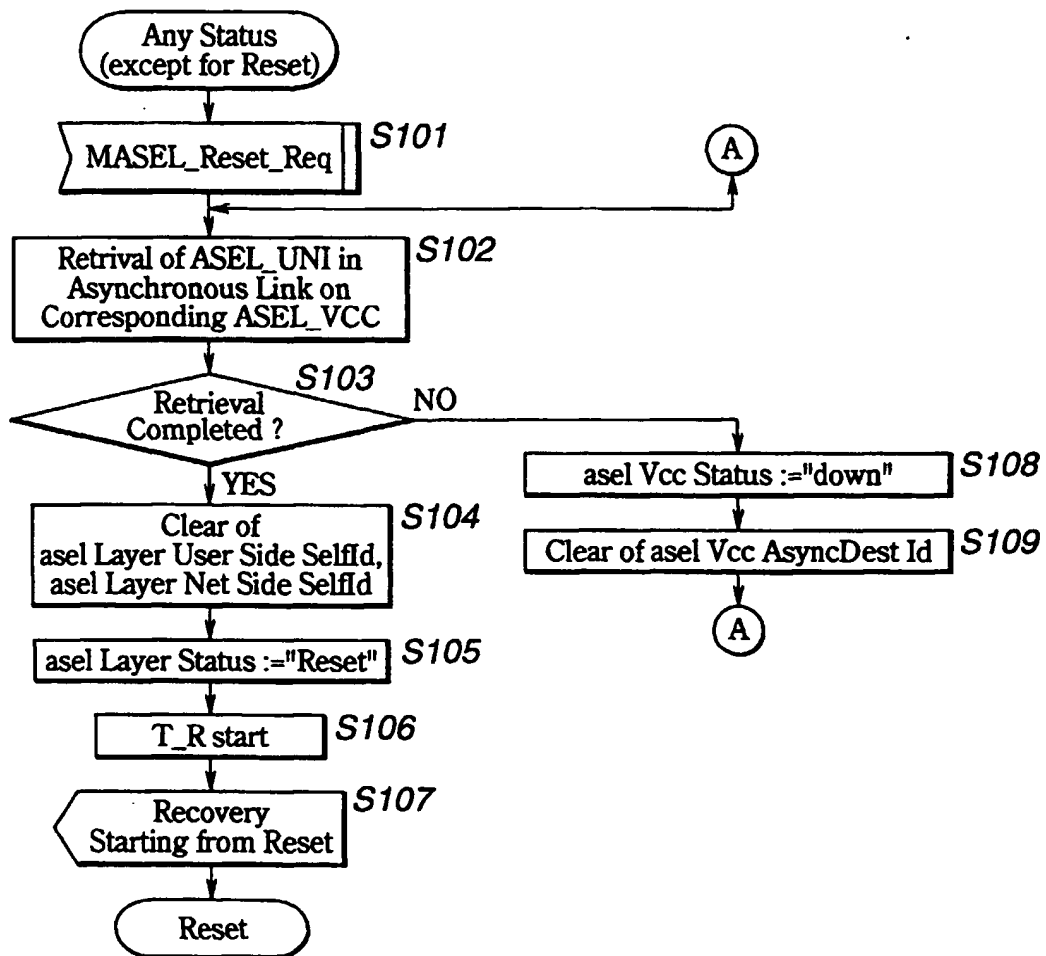 Any Status
(except for Reset)
MASEL_Reset_Req
S101
A
Retrival of ASEL_UNI in
Asynchronous Link on
Corresponding ASEL_VCC
S102
S103
Retrieval
Completed ?
NO
YES
asel Vcc Status :="down"
S108
Clear of asel Vcc AsyncDest Id
S109
A
Clear of
asel Layer User Side SelfId,
asel Layer Net Side SelfId
S104
asel Layer Status :="Reset"
S105
T_R start
S106
Recovery
Starting from Reset
S107
Reset